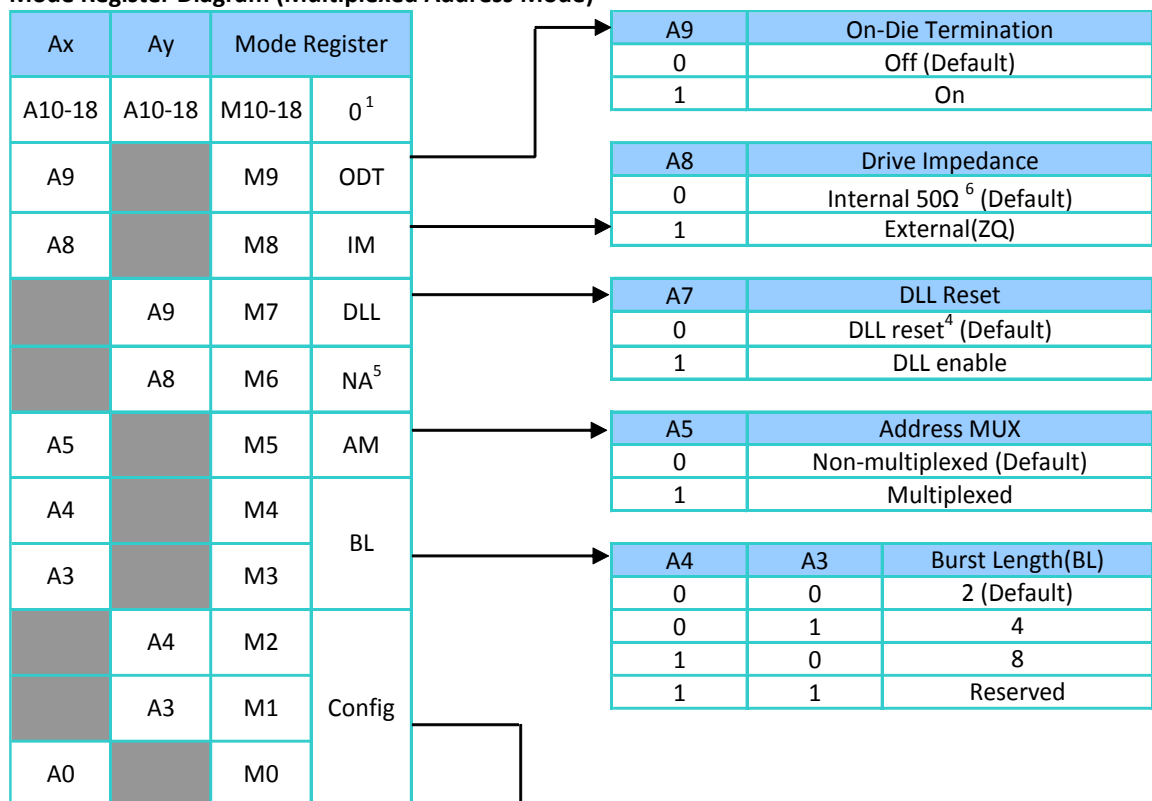 Mode Register Diagram (Multiplexed Address Mode)
Ax Ay Mode Register
A10-18 A10-18 M10-18 0¹
A9 M9 ODT
A8 M8 IM
A9 M7 DLL
A8 M6 NA⁵
A5 M5 AM
A4 M4 BL
A3 M3
A4 M2 Config
A3 M1
A0 M0
A9 On-Die Termination
0 Off (Default)
1 On
A8 Drive Impedance
0 Internal 50Ω ⁶ (Default)
1 External(ZQ)
A7 DLL Reset
0 DLL reset⁴ (Default)
1 DLL enable
A5 Address MUX
0 Non-multiplexed (Default)
1 Multiplexed
A4 A3 Burst Length(BL)
0 0 2 (Default)
0 1 4
1 0 8
1 1 Reserved